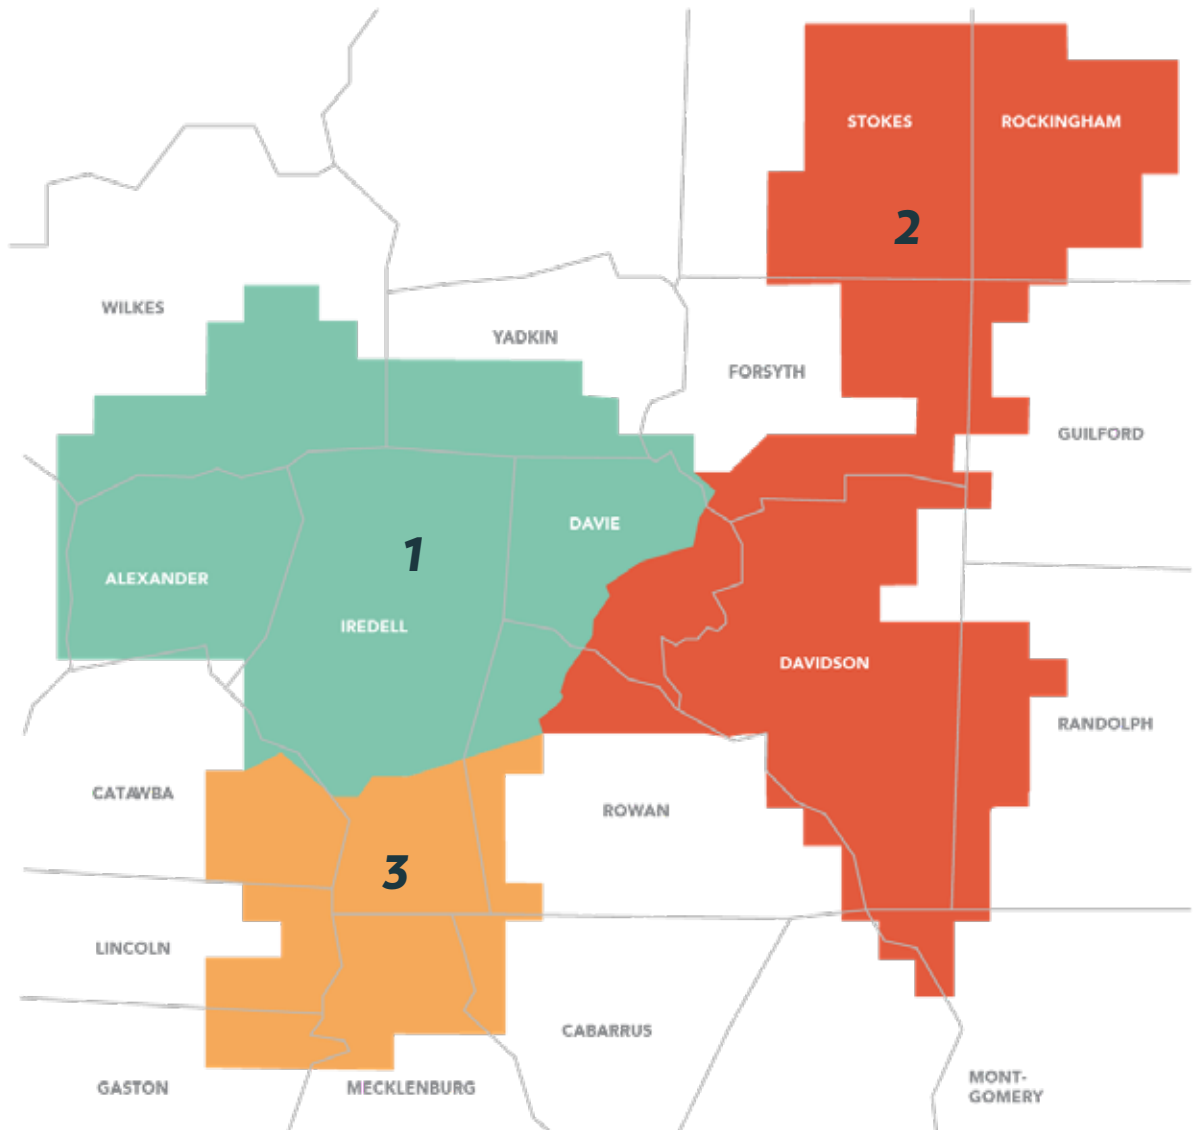 STOKES
ROCKINGHAM
2
WILKES
YADKIN
FORSYTH
GUILFORD
DAVIE
1
ALEXANDER
IREDELL
DAVIDSON
RANDOLPH
CATAWBA
ROWAN
3
LINCOLN
CABARRUS
GASTON
MECKLENBURG
MONT-
GOMERY